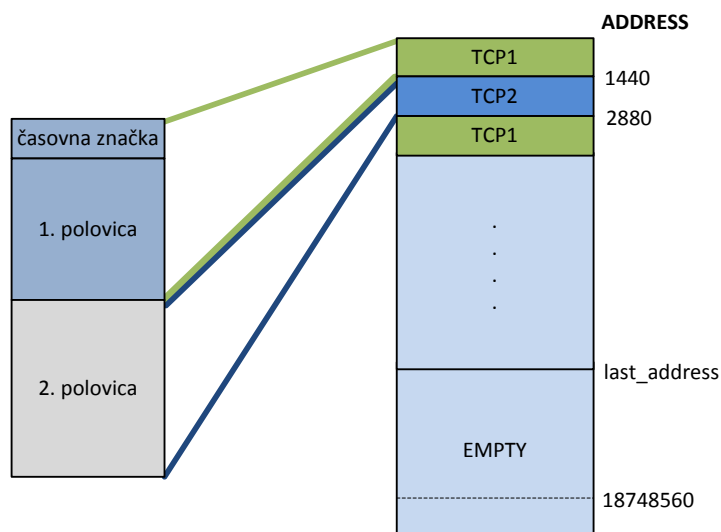 ADDRESS
TCP1
1440
TCP2
2880
TCP1
časovna značka
1. polovica
2. polovica
.
.
.
.
last_address
EMPTY
18748560